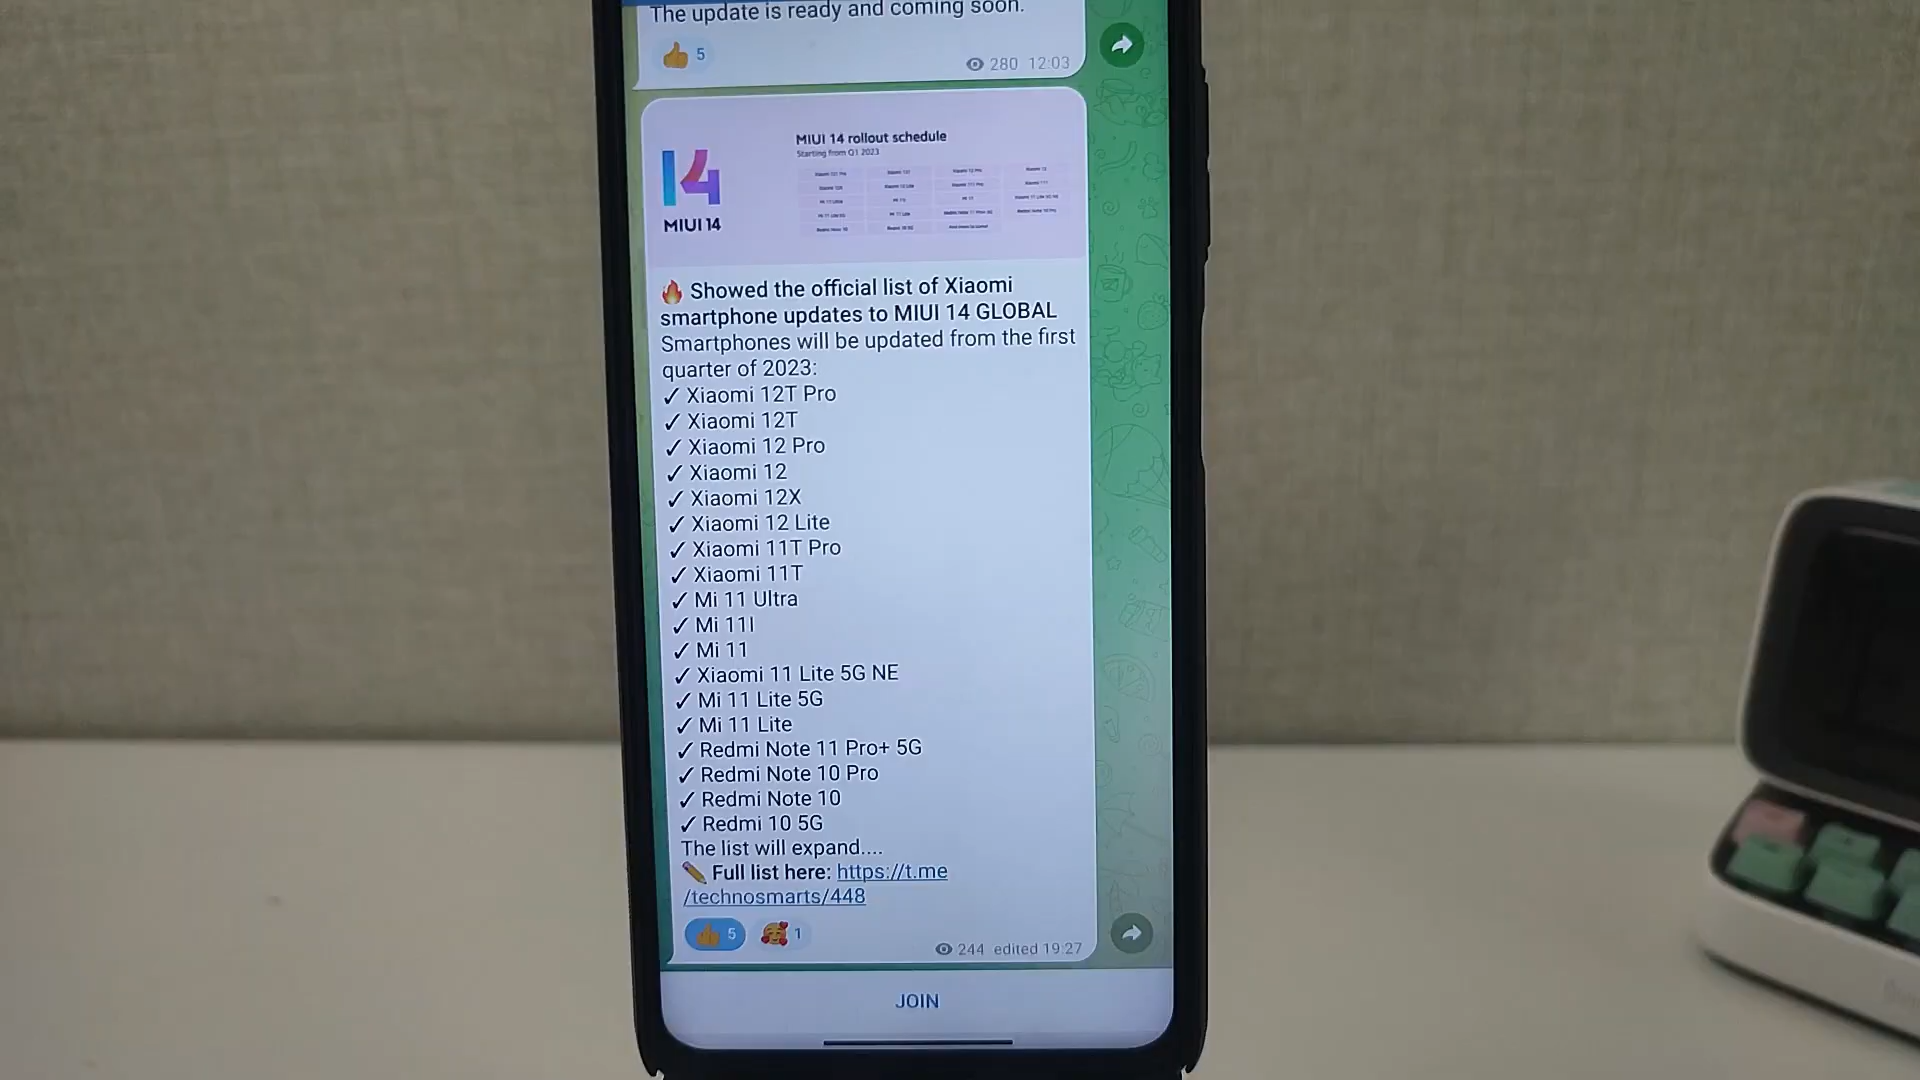 The update is ready and coming soon.
5
280 12:03
14
MIUI 14
MIUI 14 rollout schedule
Starting from Q1 2023
Showed the official list of Xiaomi
smartphone updates to MIUI 14 GLOBAL
Smartphones will be updated from the first
quarter of 2023:
✓ Xiaomi 12T Pro
✓ Xiaomi 12T
✓ Xiaomi 12 Pro
✓ Xiaomi 12
✓ Xiaomi 12X
✓ Xiaomi 12 Lite
✓ Xiaomi 11T Pro
✓ Xiaomi 11T
✓ Mi 11 Ultra
✓ Mi 11I
✓ Mi 11
✓ Xiaomi 11 Lite 5G NE
✓ Mi 11 Lite 5G
✓ Mi 11 Lite
✓ Redmi Note 11 Pro+ 5G
✓ Redmi Note 10 Pro
✓ Redmi Note 10
✓ Redmi 10 5G
The list will expand....
Full list here: https://t.me
/technosmarts/448
5 1
244 edited 19:27
JOIN